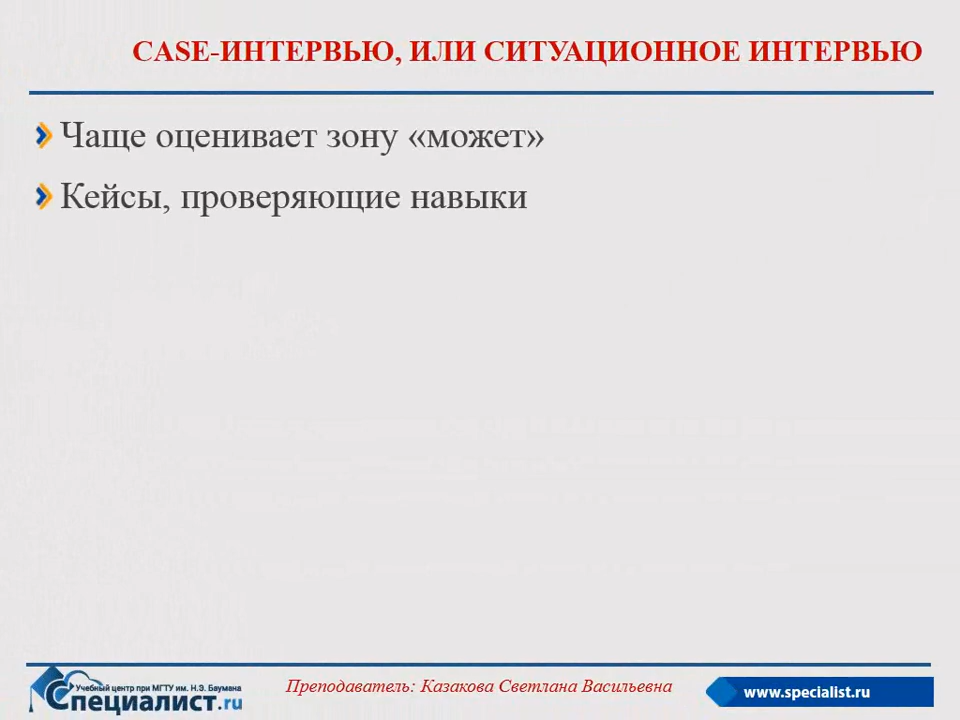 CASE-ИНТЕРВЬЮ, ИЛИ СИТУАЦИОННОЕ ИНТЕРВЬЮ
Чаще оценивает зону «может»
Кейсы, проверяющие навыки
Учебный центр при МГТУ им. Н.Э. Баумана
Специалист.ru
Преподаватель: Казакова Светлана Васильевна
www.specialist.ru